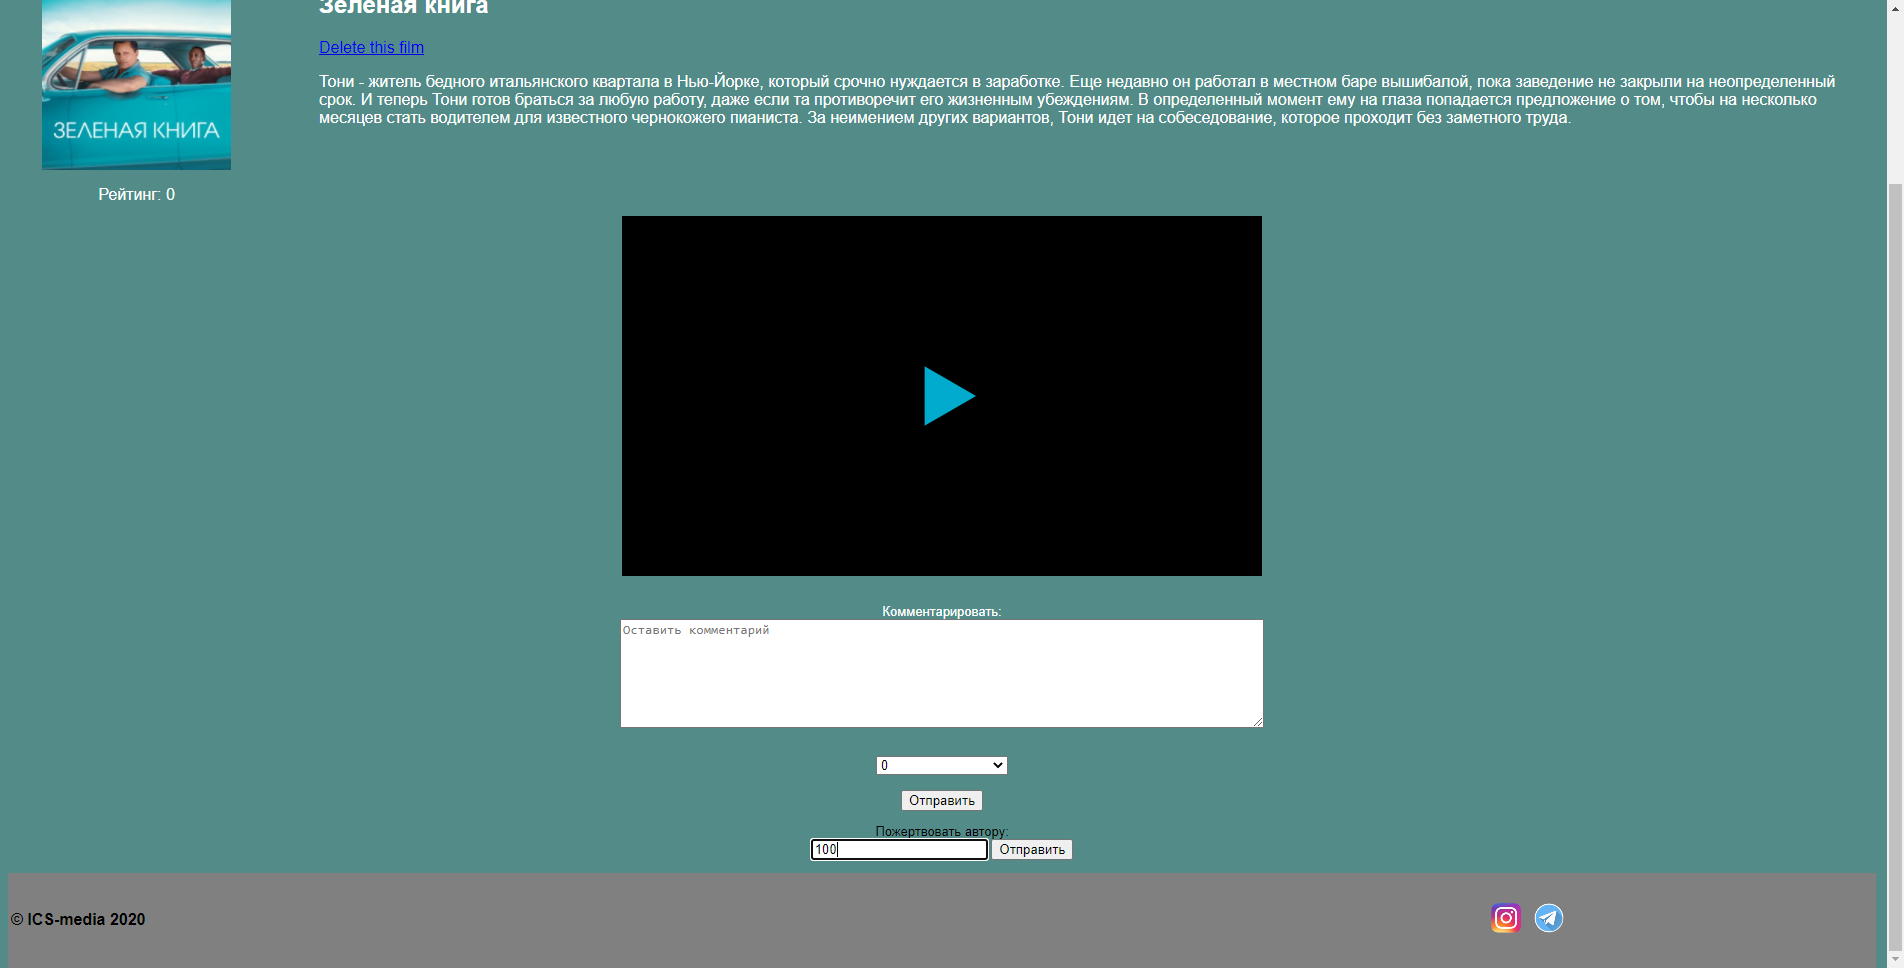 Зеленая книга
Delete this film
Тони - житель бедного итальянского квартала в Нью-Йорке, который срочно нуждается в заработке. Еще недавно он работал в местном баре вышибалой, пока заведение не закрыли на неопределенный
срок. И теперь Тони готов браться за любую работу, даже если та противоречит его жизненным убеждениям. В определенный момент ему на глаза попадается предложение о том, чтобы на несколько
месяцев стать водителем для известного чернокожего пианиста. За неимением других вариантов, Тони идет на собеседование, которое проходит без заметного труда.
ЗЕЛЕНАЯ КНИГА
Рейтинг: 0
Комментировать:
Оставить комментарий
0
Отправить
Пожертвовать автору:
100 Отправить
© ICS-media 2020